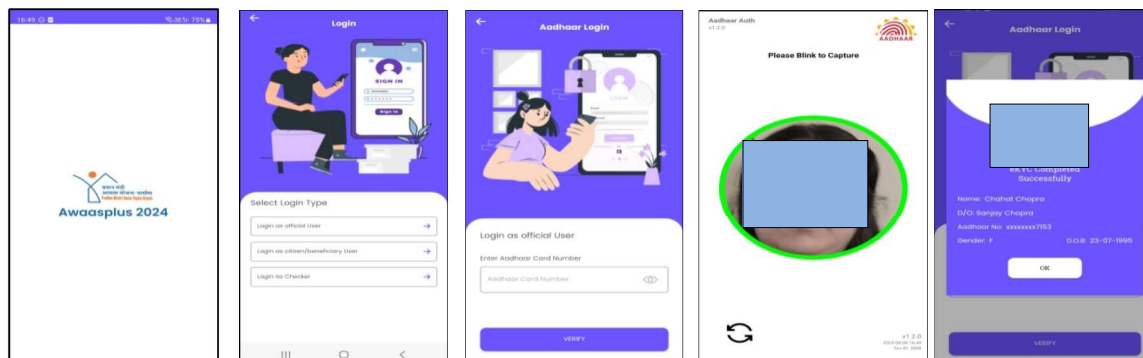 16:49
75%
Awaasplus 2024
Login
SIGN IN
Sign in
Select Login Type
Login as official User
Login as citizen/beneficiary User
Login as Checker
Aadhaar Login
LOGIN
Login as official User
Enter Aadhaar Card Number
Aadhaar Card Number
VERIFY
Aadhaar Auth
v1.2.0
AADHAAR
Please Blink to Capture
v1.2.0
Aadhaar Login
eKYC Completed
Successfully
Name: Chahat Chopra
D/O: Sanjay Chopra
Aadhaar No: xxxxxxxx7153
Gender: F D.O.B: 23-07-1995
OK
VERIFY